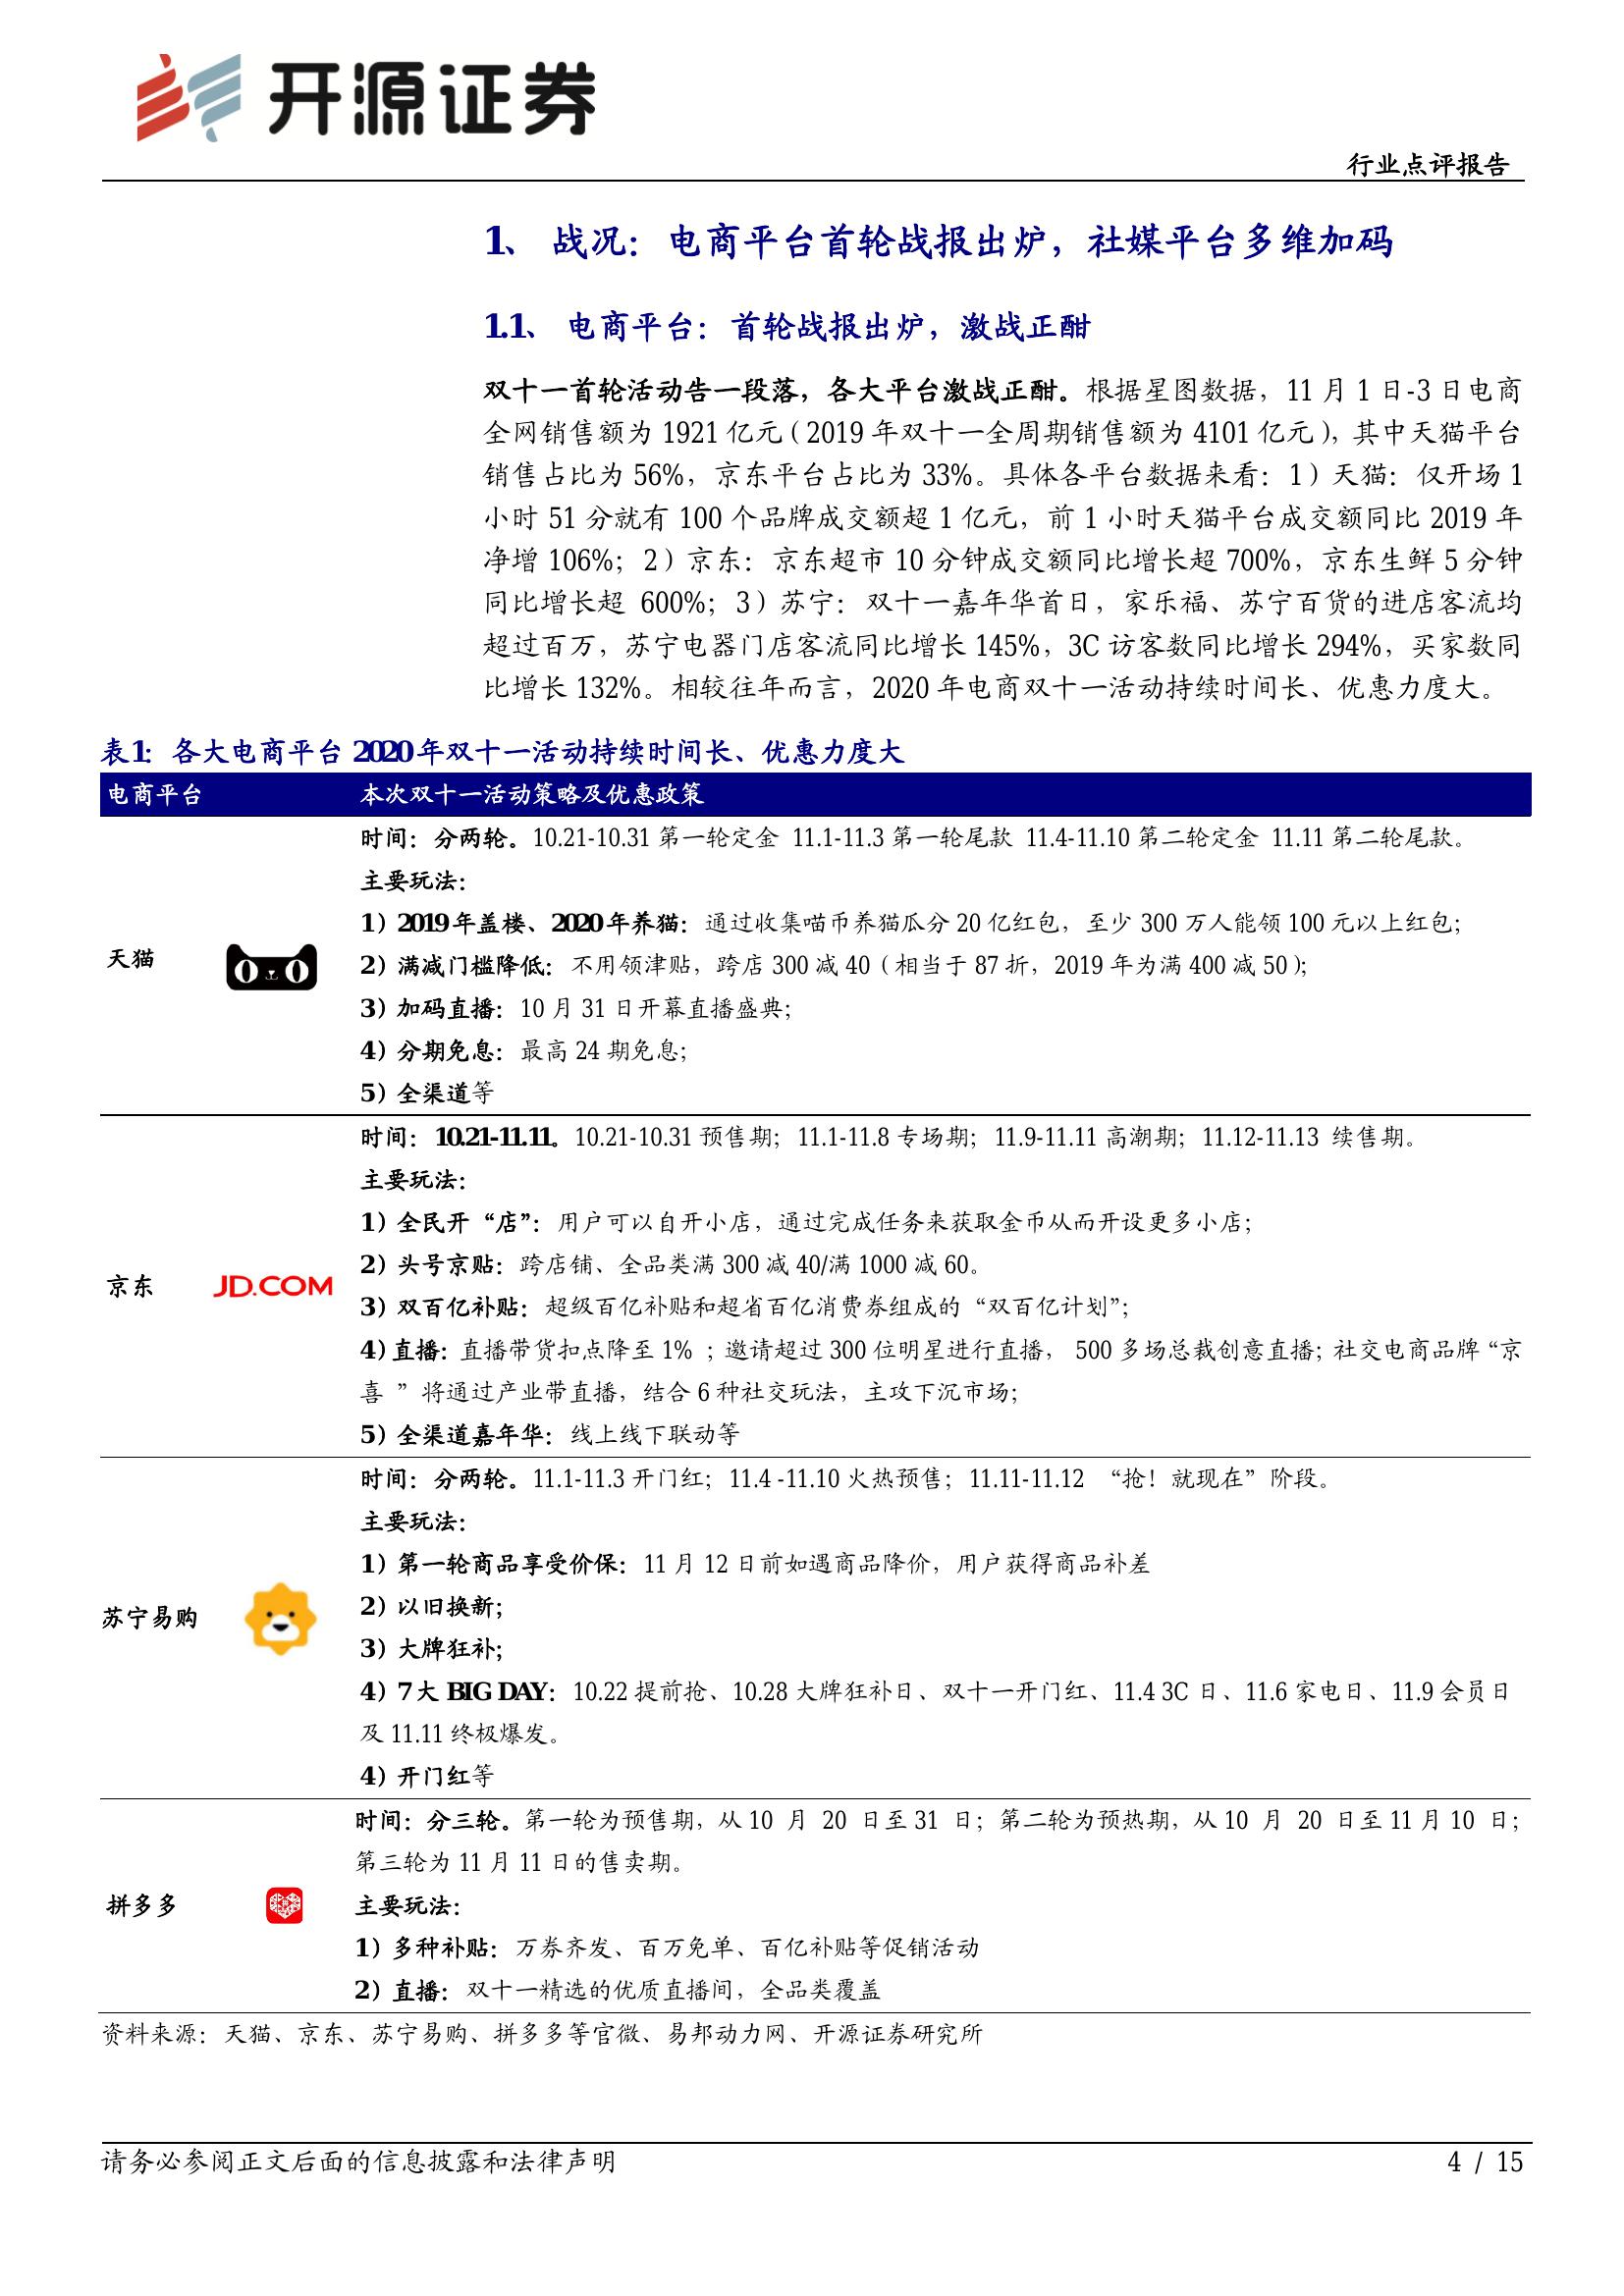 开源证券
行业点评报告
1、 战况：电商平台首轮战报出炉，社媒平台多维加码
1.1、 电商平台：首轮战报出炉，激战正酣
双十一首轮活动告一段落，各大平台激战正酣。根据星图数据，11 月 1 日-3 日电商
全网销售额为 1921 亿元（2019 年双十一全周期销售额为 4101 亿元），其中天猫平台
销售占比为 56%，京东平台占比为 33%。具体各平台数据来看：1）天猫：仅开场 1
小时 51 分就有 100 个品牌成交额超 1 亿元，前 1 小时天猫平台成交额同比 2019 年
净增 106%；2）京东：京东超市 10 分钟成交额同比增长超 700%，京东生鲜 5 分钟
同比增长超 600%；3）苏宁：双十一嘉年华首日，家乐福、苏宁百货的进店客流均
超过百万，苏宁电器门店客流同比增长 145%，3C 访客数同比增长 294%，买家数同
比增长 132%。相较往年而言，2020 年电商双十一活动持续时间长、优惠力度大。
表1：各大电商平台 2020 年双十一活动持续时间长、优惠力度大
电商平台 本次双十一活动策略及优惠政策
天猫
时间：分两轮。10.21-10.31 第一轮定金 11.1-11.3 第一轮尾款 11.4-11.10 第二轮定金 11.11 第二轮尾款。
主要玩法：
1）2019 年盖楼、2020 年养猫：通过收集喵币养猫瓜分 20 亿红包，至少 300 万人能领 100 元以上红包；
2）满减门槛降低：不用领津贴，跨店 300 减 40（相当于 87 折，2019 年为满 400 减 50）；
3）加码直播：10 月 31 日开幕直播盛典；
4）分期免息：最高 24 期免息；
5）全渠道等
京东
JD.COM
时间：10.21-11.11。10.21-10.31 预售期；11.1-11.8 专场期；11.9-11.11 高潮期；11.12-11.13 续售期。
主要玩法：
1）全民开“店”：用户可以自开小店，通过完成任务来获取金币从而开设更多小店；
2）头号京贴：跨店铺、全品类满 300 减 40/满 1000 减 60。
3）双百亿补贴：超级百亿补贴和超省百亿消费券组成的“双百亿计划”；
4）直播：直播带货扣点降至 1% ；邀请超过 300 位明星进行直播， 500 多场总裁创意直播；社交电商品牌“京
喜 ”将通过产业带直播，结合 6 种社交玩法，主攻下沉市场；
5）全渠道嘉年华：线上线下联动等
苏宁易购
时间：分两轮。11.1-11.3 开门红；11.4 -11.10 火热预售；11.11-11.12 “抢！就现在”阶段。
主要玩法：
1）第一轮商品享受价保：11 月 12 日前如遇商品降价，用户获得商品补差
2）以旧换新；
3）大牌狂补；
4）7 大 BIG DAY：10.22 提前抢、10.28 大牌狂补日、双十一开门红、11.4 3C 日、11.6 家电日、11.9 会员日
及 11.11 终极爆发。
4）开门红等
拼多多
时间：分三轮。第一轮为预售期，从 10 月 20 日至 31 日；第二轮为预热期，从 10 月 20 日至 11 月 10 日；
第三轮为 11 月 11 日的售卖期。
主要玩法：
1）多种补贴：万券齐发、百万免单、百亿补贴等促销活动
2）直播：双十一精选的优质直播间，全品类覆盖
资料来源：天猫、京东、苏宁易购、拼多多等官微、易邦动力网、开源证券研究所
请务必参阅正文后面的信息披露和法律声明
4 / 15